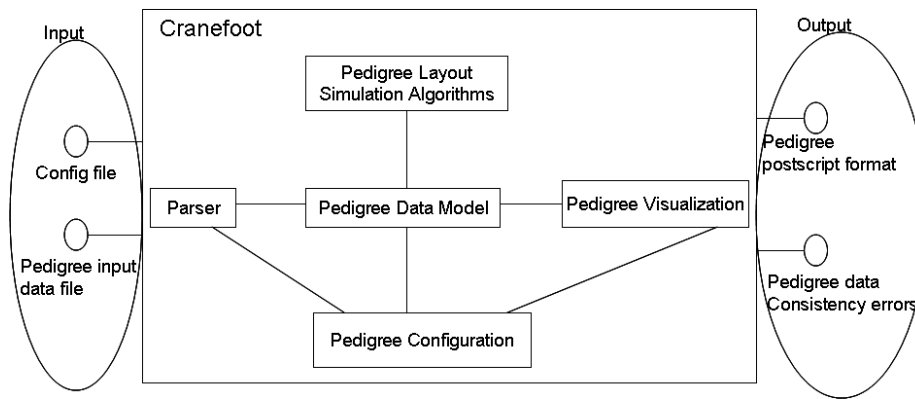 Input
Cranefoot
Output
Pedigree Layout
Simulation Algorithms
Config file
Pedigree
postscript format
Parser
Pedigree Data Model
Pedigree Visualization
Pedigree input
data file
Pedigree data
Consistency errors
Pedigree Configuration